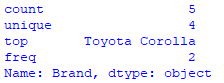 count 5
unique 4
top Toyota Corolla
freq 2
Name: Brand, dtype: object